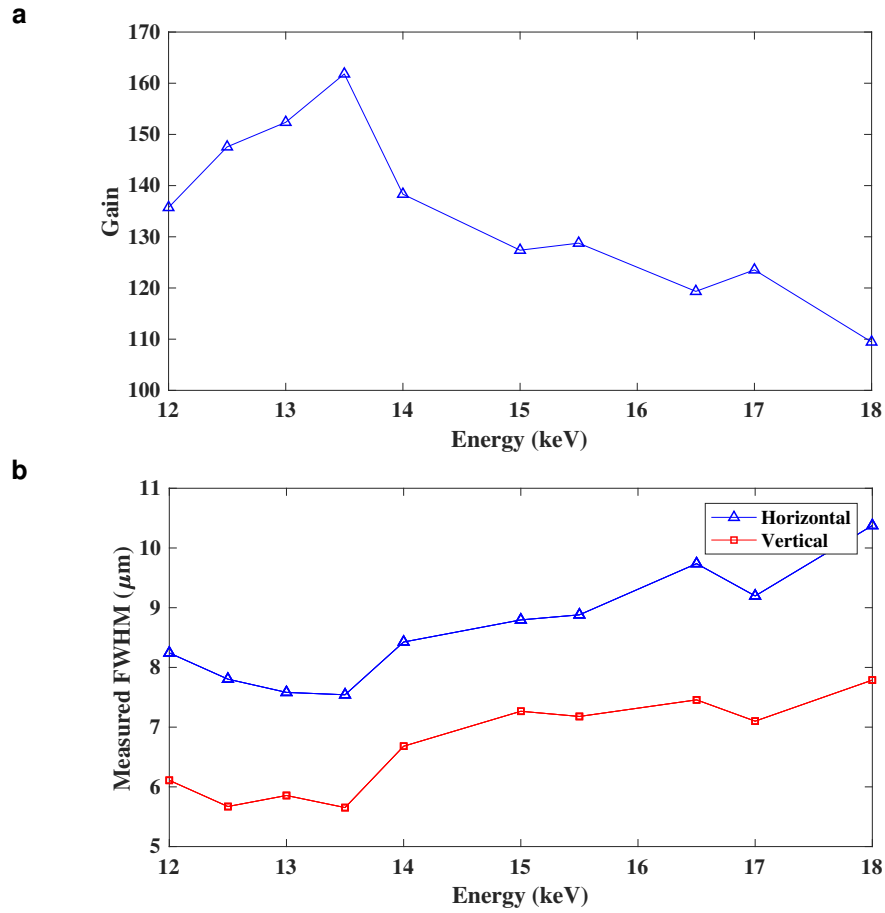 a
170
160
150
140
130
120
110
100
Gain
12 13 14 15 16 17 18
Energy (keV)
b
11
10
9
8
7
6
5
Measured FWHM (μm)
Horizontal
Vertical
12 13 14 15 16 17 18
Energy (keV)